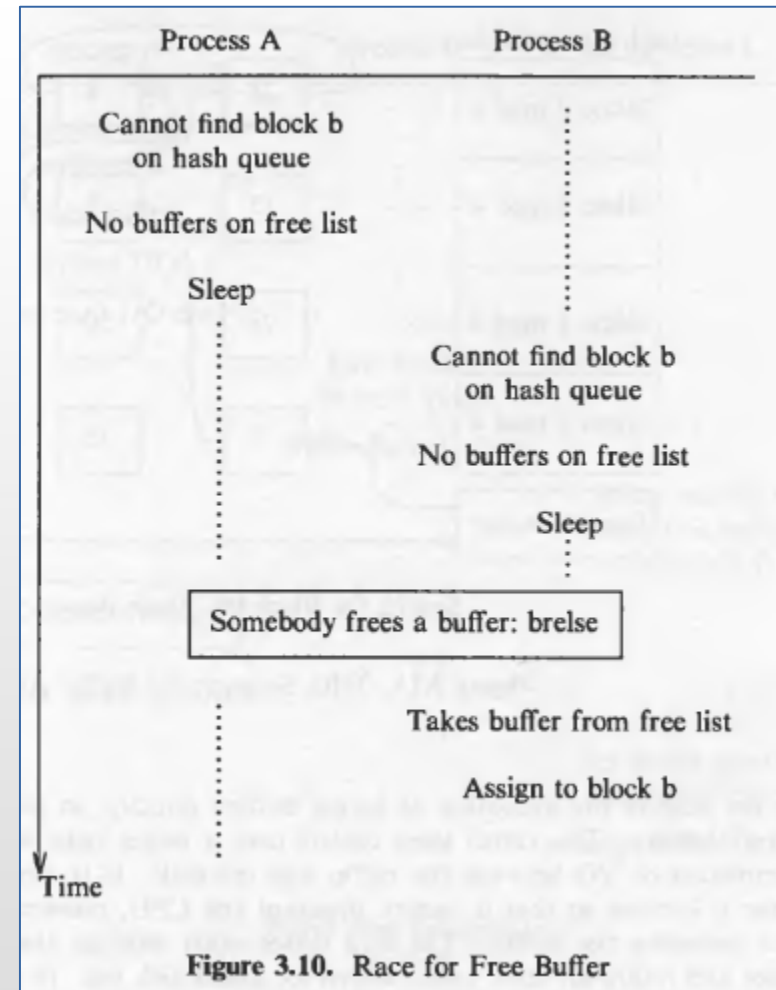 Process A
Process B
Cannot find block b
on hash queue
No buffers on free list
Sleep
Cannot find block b
on hash queue
No buffers on free list
Sleep
Somebody frees a buffer: brelse
Takes buffer from free list
Assign to block b
Time
Figure 3.10. Race for Free Buffer